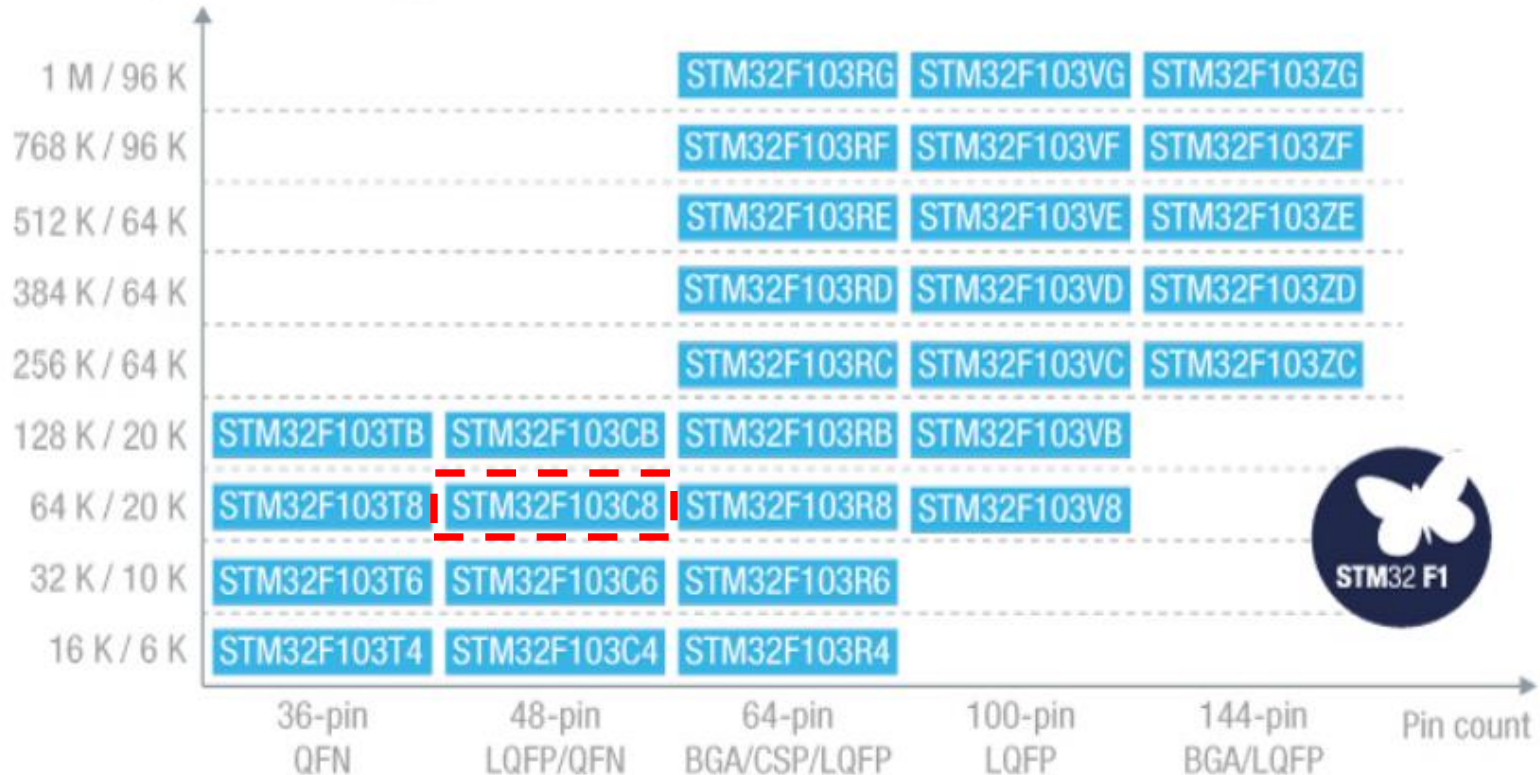 1 M / 96 K STM32F103RG STM32F103VG STM32F103ZG
768 K / 96 K STM32F103RF STM32F103VF STM32F103ZF
512 K / 64 K STM32F103RE STM32F103VE STM32F103ZE
384 K / 64 K STM32F103RD STM32F103VD STM32F103ZD
256 K / 64 K STM32F103RC STM32F103VC STM32F103ZC
128 K / 20 K STM32F103TB STM32F103CB STM32F103RB STM32F103VB
64 K / 20 K STM32F103T8 STM32F103C8 STM32F103R8 STM32F103V8
32 K / 10 K STM32F103T6 STM32F103C6 STM32F103R6
STM32 F1
16 K / 6 K STM32F103T4 STM32F103C4 STM32F103R4
36-pin 48-pin 64-pin 100-pin 144-pin Pin count
QFN LQFP/QFN BGA/CSP/LQFP LQFP BGA/LQFP